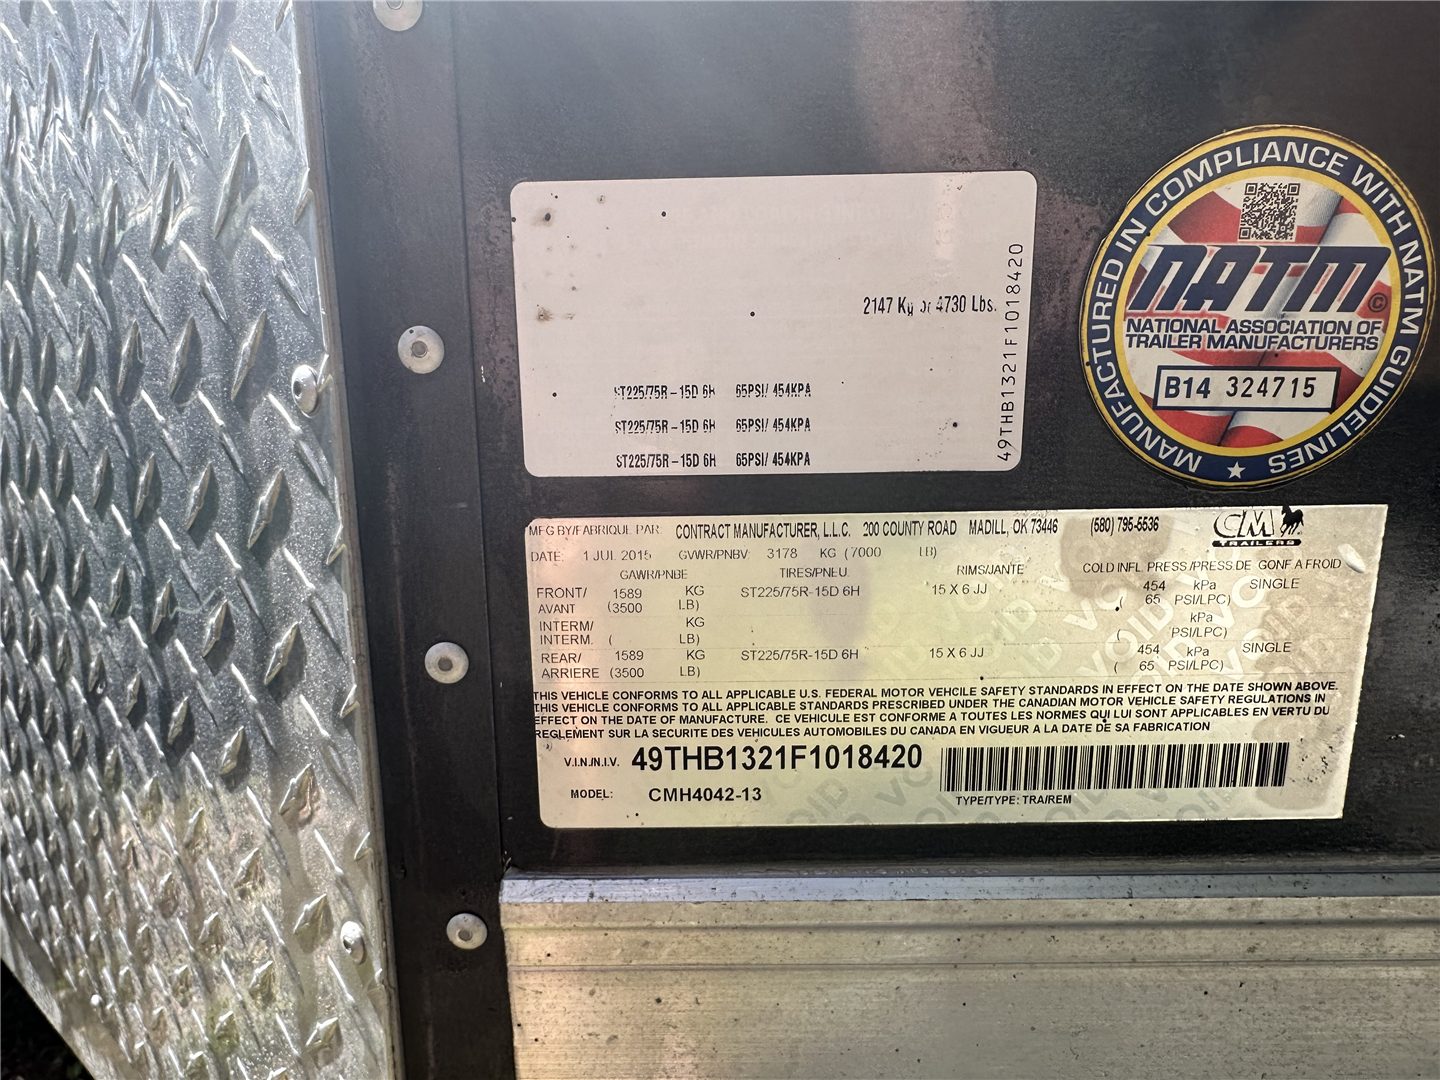 2147 Kg or 4730 Lbs.
ST225/75R-15D 6H 65PSI/ 454KPA
ST225/75R-15D 6H 65PSI/ 454KPA
ST225/75R-15D 6H 65PSI/ 454KPA
49THB1321F1018420
MANUFACTURED IN COMPLIANCE WITH NATM GUIDELINES
NATM ©
NATIONAL ASSOCIATION OF
TRAILER MANUFACTURERS
B14 324715
MFG BY/FABRIQUE PAR: CONTRACT MANUFACTURER, L.L.C. 200 COUNTY ROAD MADILL, OK 73446 (580) 795-5536
CM
TRAILERS
DATE: 1 JUL 2015 GVWR/PNBV: 3178 KG (7000 LB)
GAWR/PNBE TIRES/PNEU RIMS/JANTE COLD INFL. PRESS/PRESS.DE GONF A FROID
FRONT/ 1589 KG ST225/75R-15D 6H 15 X 6 JJ 454 kPa SINGLE
AVANT (3500 LB) ( 65 PSI/LPC)
INTERM/ KG kPa
INTERM. ( LB) ( PSI/LPC)
REAR/ 1589 KG ST225/75R-15D 6H 15 X 6 JJ 454 kPa SINGLE
ARRIERE (3500 LB) ( 65 PSI/LPC)
THIS VEHICLE CONFORMS TO ALL APPLICABLE U.S. FEDERAL MOTOR VEHCILE SAFETY STANDARDS IN EFFECT ON THE DATE SHOWN ABOVE.
THIS VEHICLE CONFORMS TO ALL APPLICABLE STANDARDS PRESCRIBED UNDER THE CANADIAN MOTOR VEHICLE SAFETY REGULATIONS IN
EFFECT ON THE DATE OF MANUFACTURE. CE VEHICULE EST CONFORME A TOUTES LES NORMES QUI LUI SONT APPLICABLES EN VERTU DU
REGLEMENT SUR LA SECURITE DES VEHICULES AUTOMOBILES DU CANADA EN VIGUEUR A LA DATE DE SA FABRICATION
V.I.N./N.I.V. 49THB1321F1018420
MODEL: CMH4042-13
TYPE/TYPE: TRA/REM